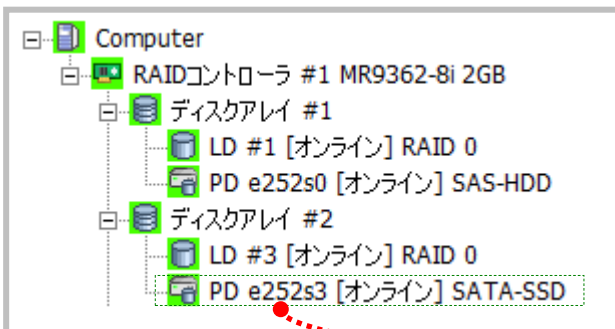 Computer
RAIDコントローラ #1 MR9362-8i 2GB
ディスクアレイ #1
LD #1 [オンライン] RAID 0
PD e252s0 [オンライン] SAS-HDD
ディスクアレイ #2
LD #3 [オンライン] RAID 0
PD e252s3 [オンライン] SATA-SSD